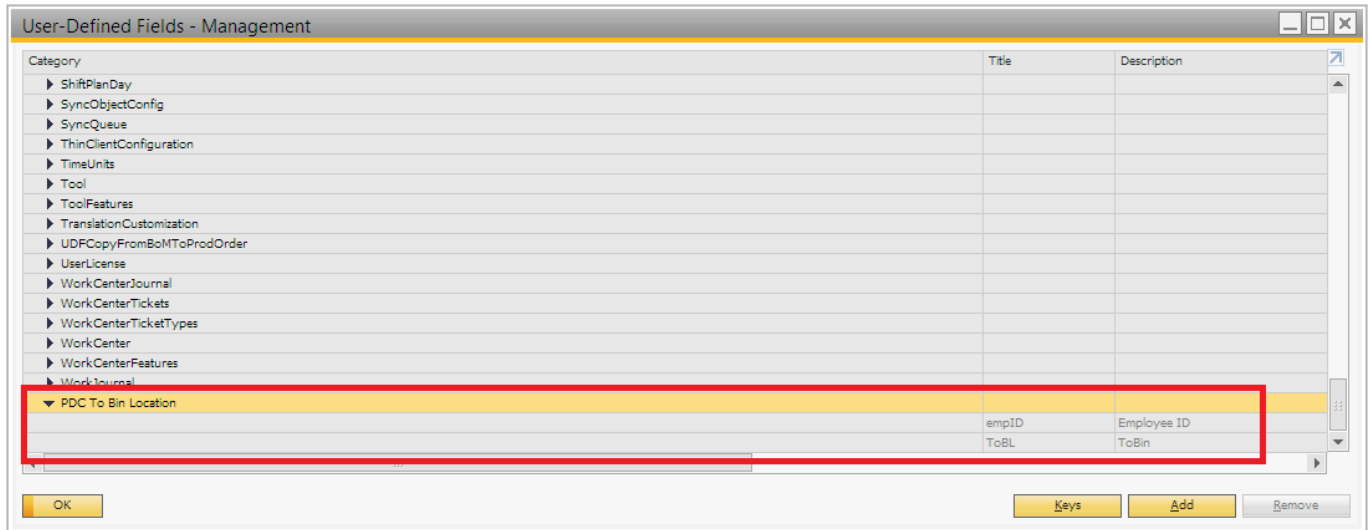 User-Defined Fields - Management
Category Title Description
ShiftPlanDay
SyncObjectConfig
SyncQueue
ThinClientConfiguration
TimeUnits
Tool
ToolFeatures
TranslationCustomization
UDFCopyFromBoMToProdOrder
UserLicense
WorkCenterJournal
WorkCenterTickets
WorkCenterTicketTypes
WorkCenter
WorkCenterFeatures
WorkJournal
PDC To Bin Location
empID Employee ID
ToBL ToBin
OK Keys Add Remove